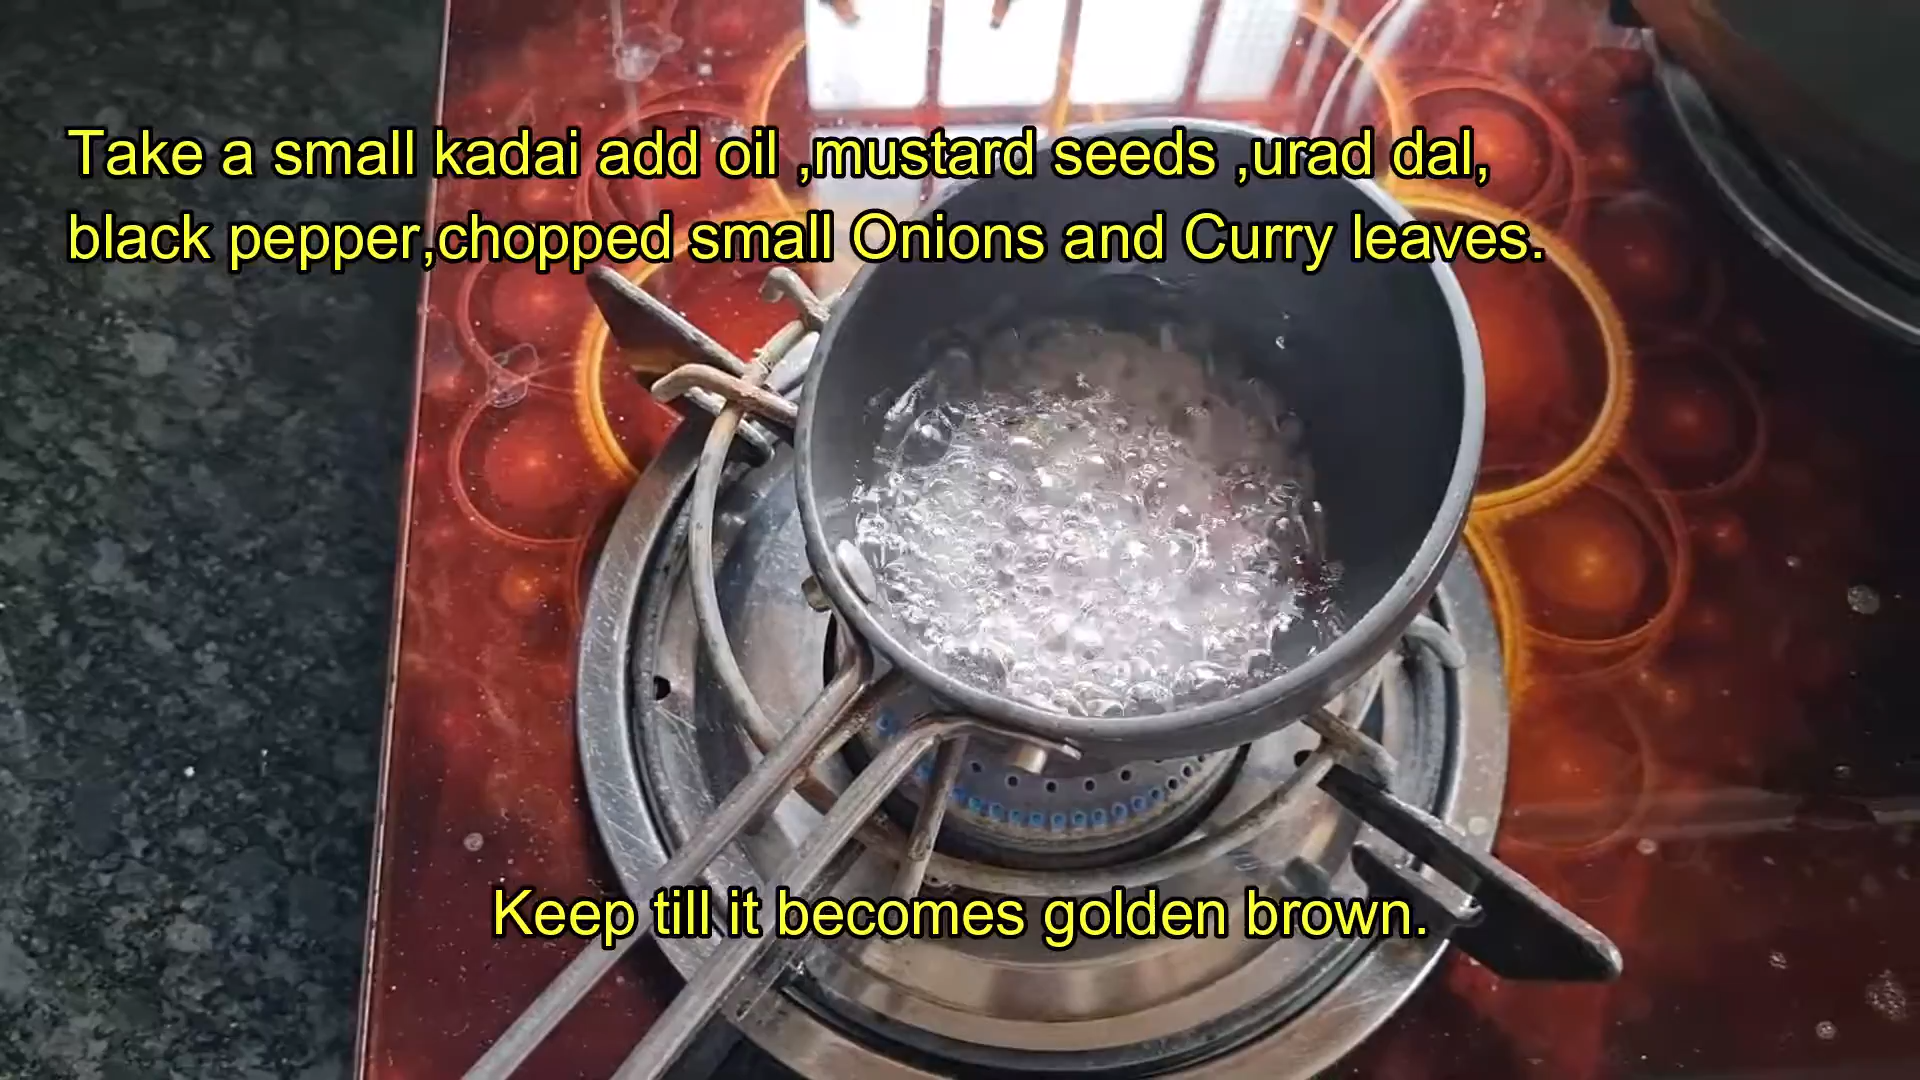 Take a small kadai add oil ,mustard seeds ,urad dal,
black pepper,chopped small Onions and Curry leaves.
Keep till it becomes golden brown.